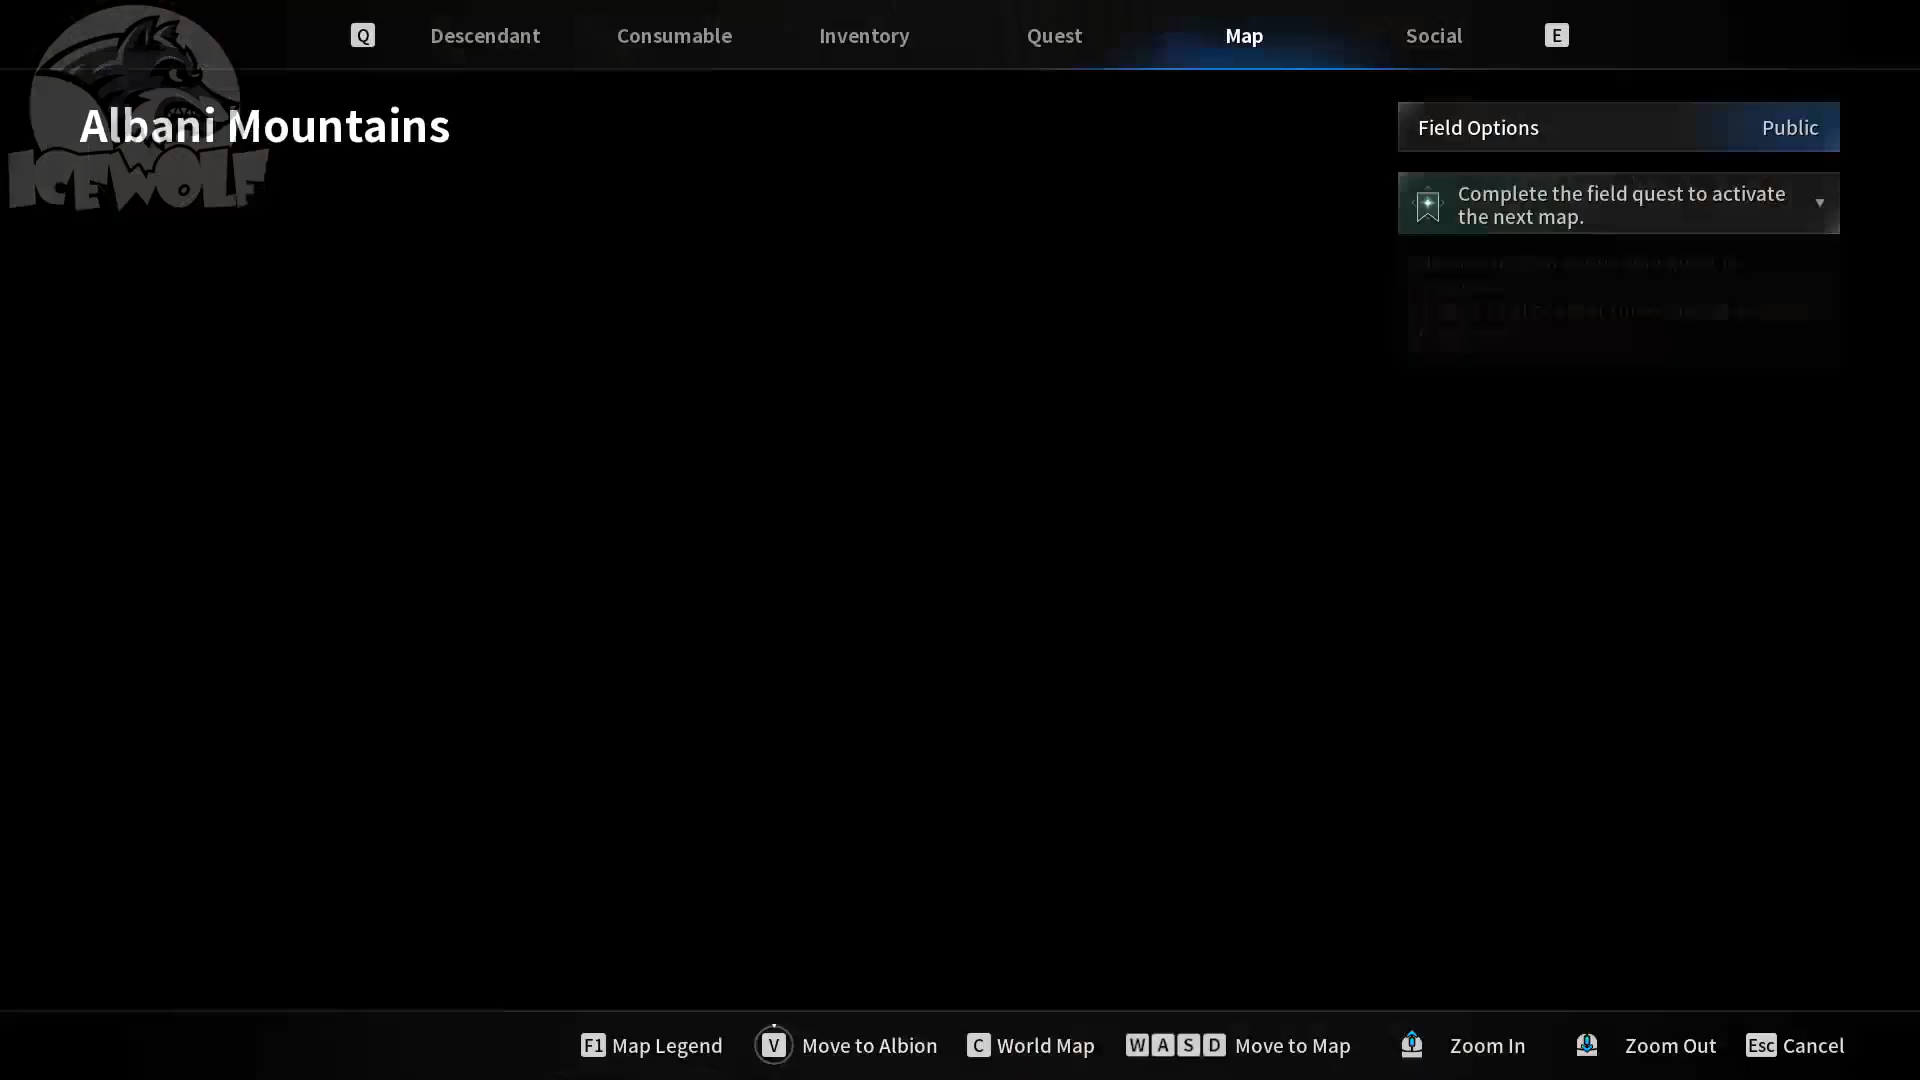 Q Descendant Consumable Inventory Quest Map Social E
ICEWOLF
Albani Mountains
Field Options Public
Complete the field quest to activate
the next map.
F1 Map Legend V Move to Albion C World Map W A S D Move to Map Zoom In Zoom Out Esc Cancel